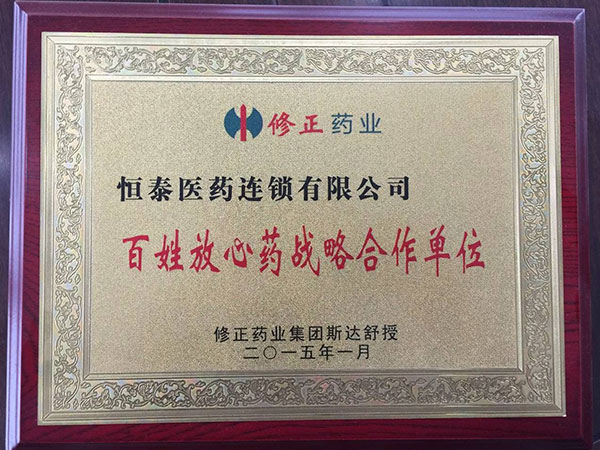 修正药业
恒泰医药连锁有限公司
百姓放心药战略合作单位
修正药业集团斯达舒授
二〇一五年一月